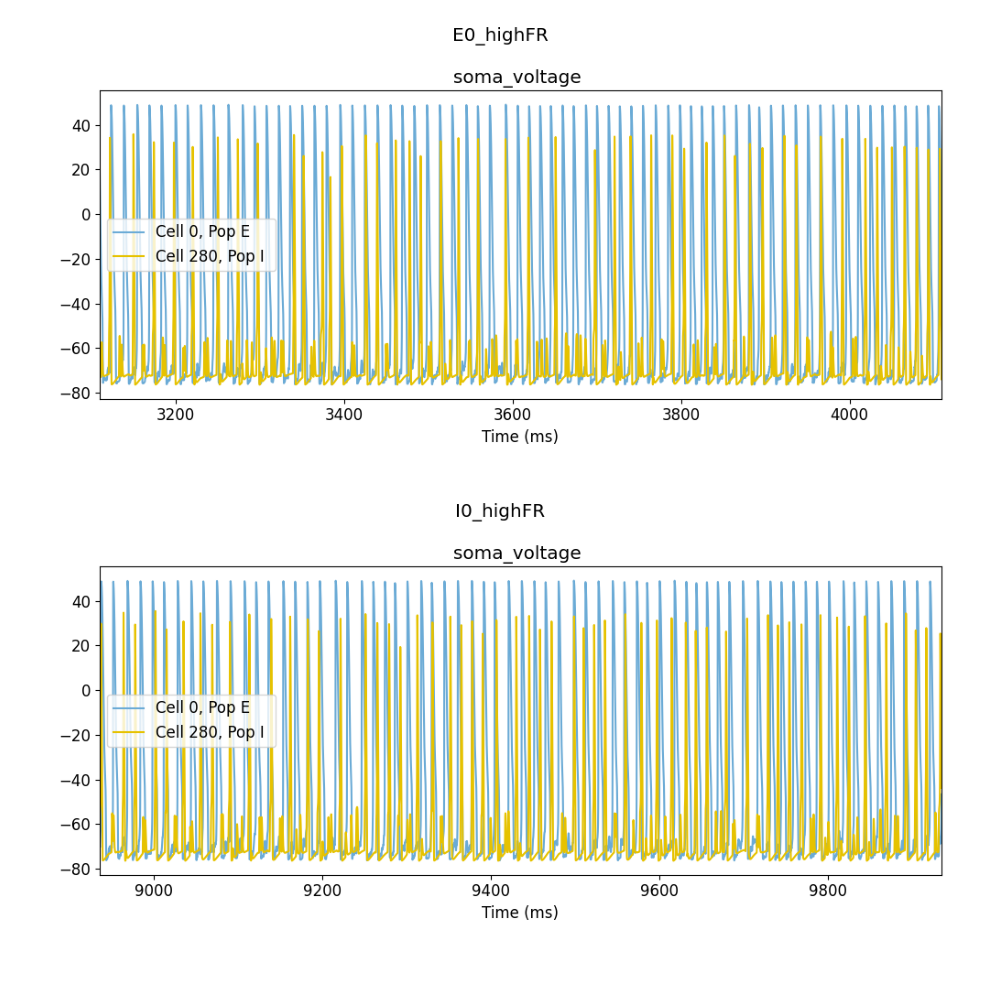 E0_highFR
soma_voltage
40
20
0
−20
−40
−60
−80
Cell 0, Pop E
Cell 280, Pop I
3200 3400 3600 3800 4000
Time (ms)
I0_highFR
soma_voltage
40
20
0
−20
−40
−60
−80
Cell 0, Pop E
Cell 280, Pop I
9000 9200 9400 9600 9800
Time (ms)